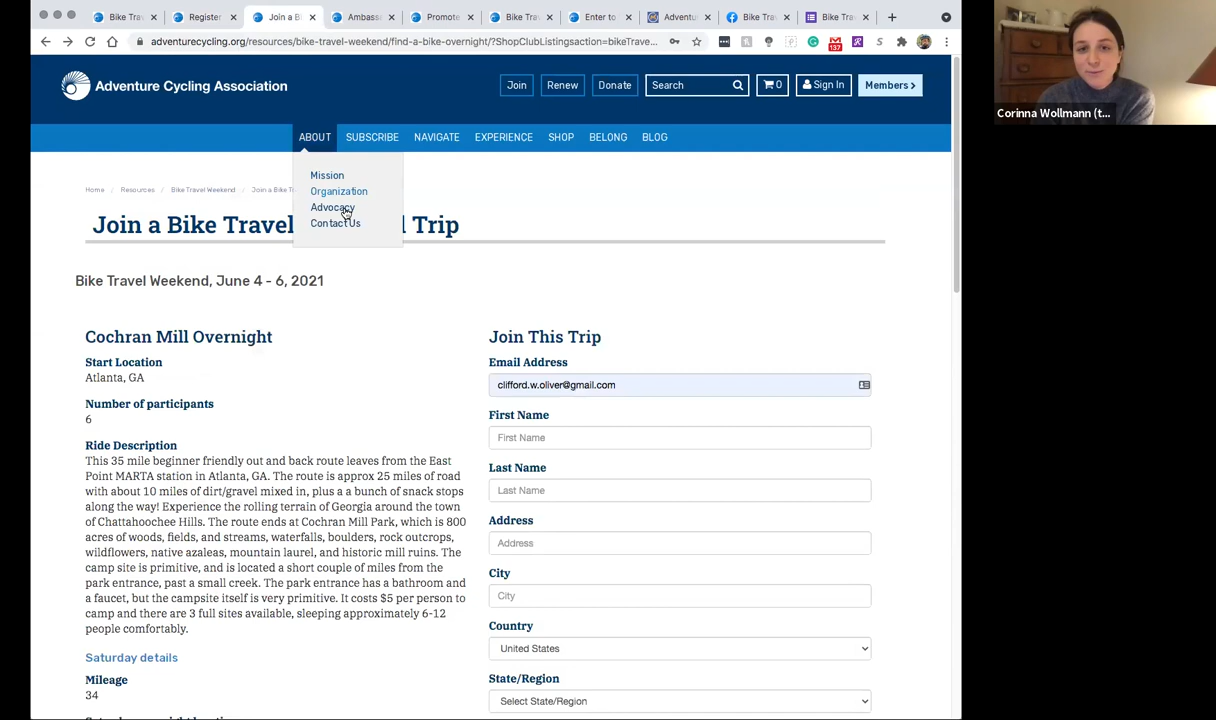 Bike Tra
Register
Join a B
Ambass
Promote
Bike Tra
Enter to
Adventu
Bike Tra
Bike Tra
adventurecycling.org/resources/bike-travel-weekend/find-a-bike-overnight/?ShopClubListingsaction=bikeTrave...
137
Adventure Cycling Association
Join
Renew
Donate
Search
0
Sign In
Members
ABOUT
SUBSCRIBE
NAVIGATE
EXPERIENCE
SHOP
BELONG
BLOG
Mission
Organization
Advocacy
Contact Us
Home / Resources / Bike Travel Weekend / Join a Bike T
Join a Bike Travel l Trip
Bike Travel Weekend, June 4 - 6, 2021
Cochran Mill Overnight
Start Location
Atlanta, GA
Number of participants
6
Ride Description
This 35 mile beginner friendly out and back route leaves from the East
Point MARTA station in Atlanta, GA. The route is approx 25 miles of road
with about 10 miles of dirt/gravel mixed in, plus a a bunch of snack stops
along the way! Experience the rolling terrain of Georgia around the town
of Chattahoochee Hills. The route ends at Cochran Mill Park, which is 800
acres of woods, fields, and streams, waterfalls, boulders, rock outcrops,
wildflowers, native azaleas, mountain laurel, and historic mill ruins. The
camp site is primitive, and is located a short couple of miles from the
park entrance, past a small creek. The park entrance has a bathroom and
a faucet, but the campsite itself is very primitive. It costs $5 per person to
camp and there are 3 full sites available, sleeping approximately 6-12
people comfortably.
Saturday details
Mileage
34
Join This Trip
Email Address
clifford.w.oliver@gmail.com
First Name
First Name
Last Name
Last Name
Address
Address
City
City
Country
United States
State/Region
Select State/Region
Corinna Wollmann (t...